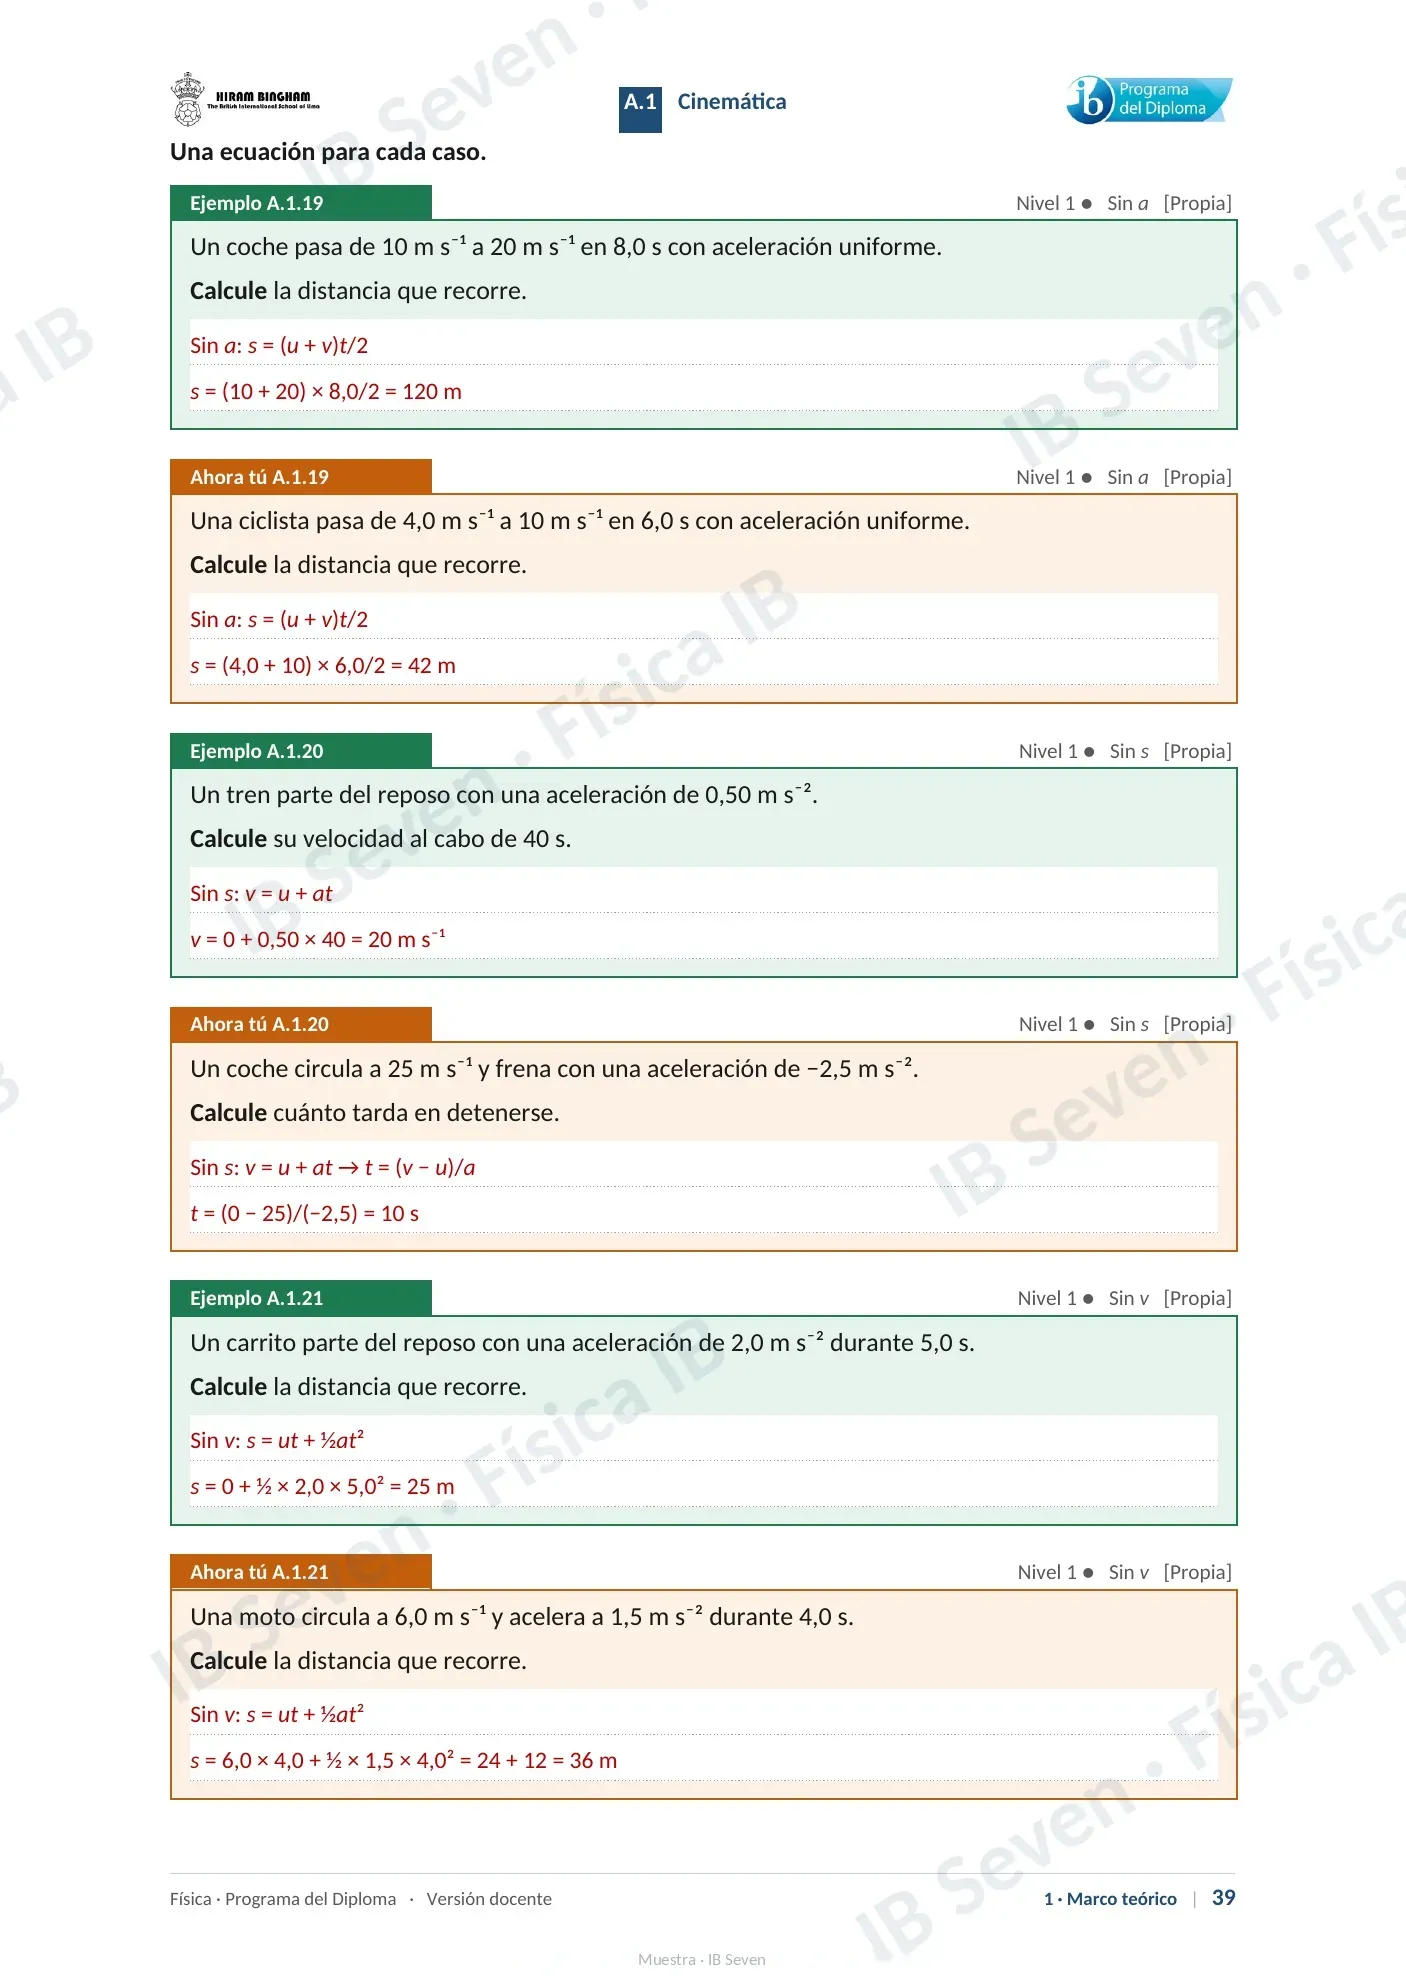 HIRAM BINGHAM
The British International School of Lima
A.1 Cinemática
ib Programa
del Diploma
Una ecuación para cada caso.
Ejemplo A.1.19 Nivel 1 ● Sin a [Propia]
Un coche pasa de 10 m s⁻¹ a 20 m s⁻¹ en 8,0 s con aceleración uniforme.
Calcule la distancia que recorre.
Sin a: s = (u + v)t/2
s = (10 + 20) × 8,0/2 = 120 m
Ahora tú A.1.19 Nivel 1 ● Sin a [Propia]
Una ciclista pasa de 4,0 m s⁻¹ a 10 m s⁻¹ en 6,0 s con aceleración uniforme.
Calcule la distancia que recorre.
Sin a: s = (u + v)t/2
s = (4,0 + 10) × 6,0/2 = 42 m
Ejemplo A.1.20 Nivel 1 ● Sin s [Propia]
Un tren parte del reposo con una aceleración de 0,50 m s⁻².
Calcule su velocidad al cabo de 40 s.
Sin s: v = u + at
v = 0 + 0,50 × 40 = 20 m s⁻¹
Ahora tú A.1.20 Nivel 1 ● Sin s [Propia]
Un coche circula a 25 m s⁻¹ y frena con una aceleración de −2,5 m s⁻².
Calcule cuánto tarda en detenerse.
Sin s: v = u + at → t = (v − u)/a
t = (0 − 25)/(−2,5) = 10 s
Ejemplo A.1.21 Nivel 1 ● Sin v [Propia]
Un carrito parte del reposo con una aceleración de 2,0 m s⁻² durante 5,0 s.
Calcule la distancia que recorre.
Sin v: s = ut + ½at²
s = 0 + ½ × 2,0 × 5,0² = 25 m
Ahora tú A.1.21 Nivel 1 ● Sin v [Propia]
Una moto circula a 6,0 m s⁻¹ y acelera a 1,5 m s⁻² durante 4,0 s.
Calcule la distancia que recorre.
Sin v: s = ut + ½at²
s = 6,0 × 4,0 + ½ × 1,5 × 4,0² = 24 + 12 = 36 m
Física · Programa del Diploma · Versión docente 1 · Marco teórico | 39
Muestra · IB Seven
IB Seven · Física IB